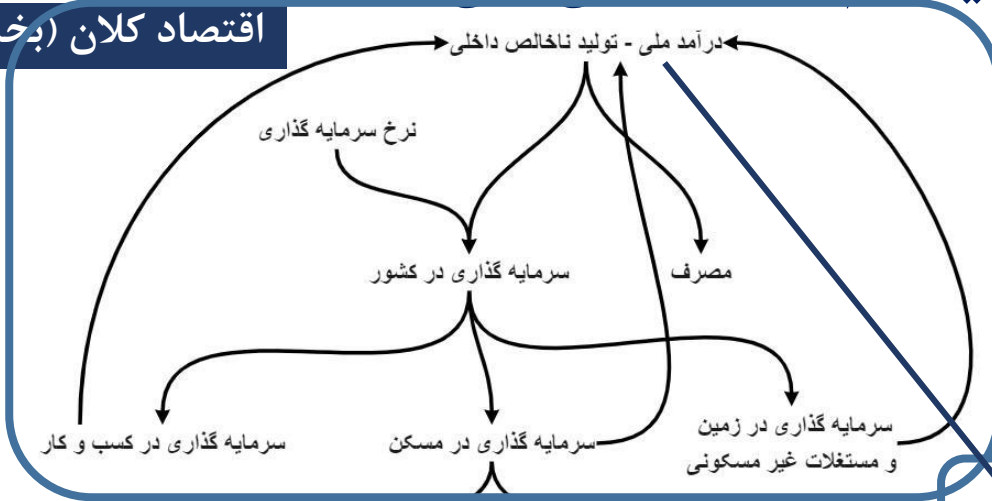 اقتصاد کلان
درآمد ملی - تولید ناخالص داخلی
نرخ سرمایه گذاری
سرمایه گذاری در کشور
مصرف
سرمایه گذاری در زمین
و مستغلات غیر مسکونی
سرمایه گذاری در مسکن
سرمایه گذاری در کسب و کار